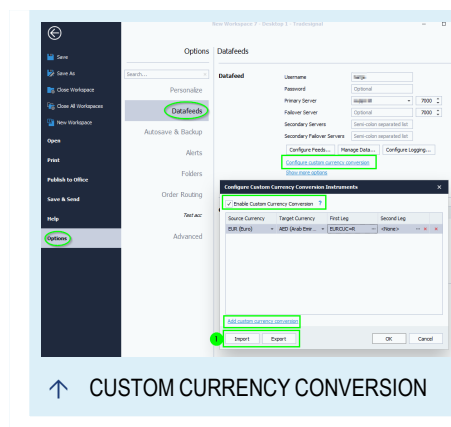 New Workspace 2 - Desktop 1 - Trainsignal
Options
Datafeeds
Save
Save As
Close Workspace
Close All Workspaces
New Workspace
Open
Print
Publish to Office
Save & Send
Help
Options
Search...
Personalize
Datafeeds
Autosave & Backup
Alerts
Folders
Order Routing
Test acc
Advanced
Datafeed
Username
Password
Optional
Primary Server
7000
Failover Server
Optional
7000
Secondary Servers
Semi-colon separated list
Secondary Failover Servers
Semi-colon separated list
Configure Feeds...
Manage Data...
Configure Logging...
Configure custom currency conversion
Show more options
Configure Custom Currency Conversion Instruments
Enable Custom Currency Conversion ?
Source Currency Target Currency First Leg Second Leg
EUR (Euro) AED (Arab Emir... EURCUC=R <None>
Add custom currency conversion
1 Import Export OK Cancel
↑ CUSTOM CURRENCY CONVERSION